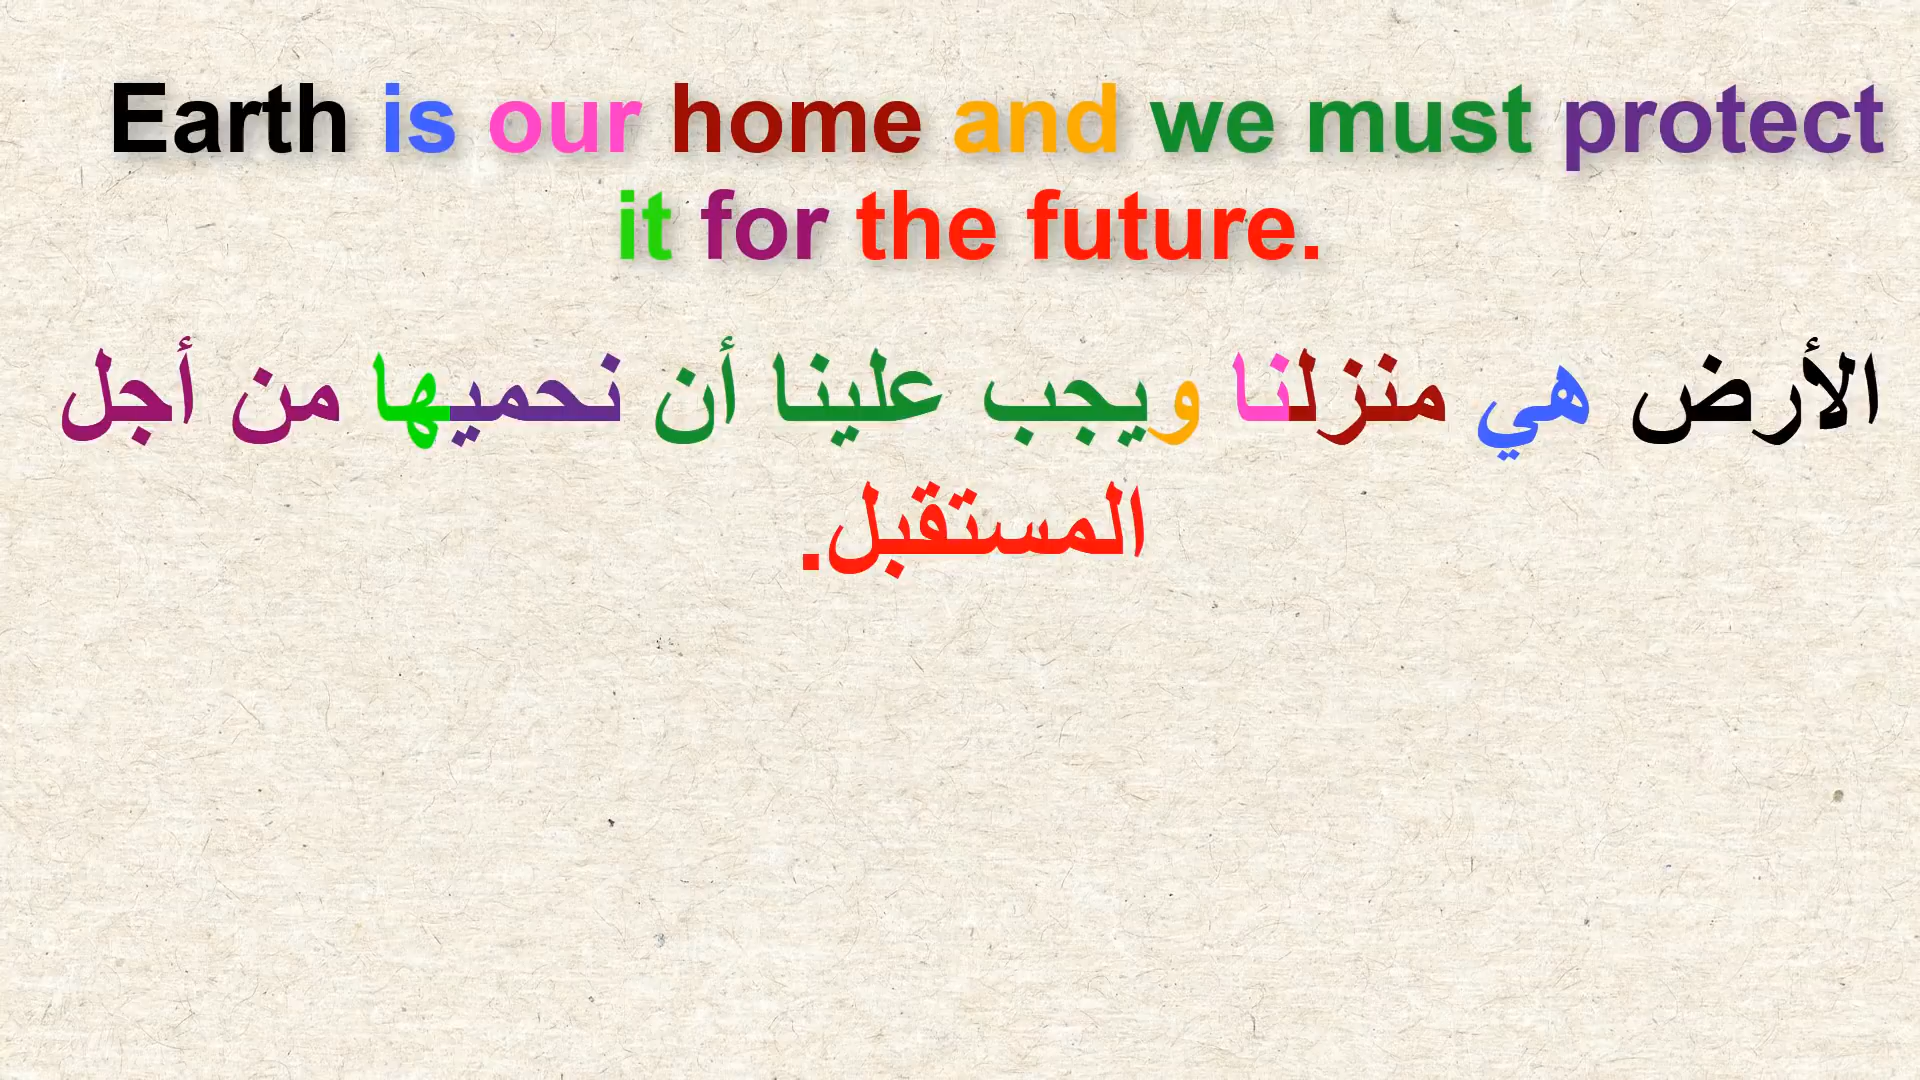 Earth is our home and we must protect
it for the future.
الأرض هي منزلنا ويجب علينا أن نحميها من أجل
المستقبل.